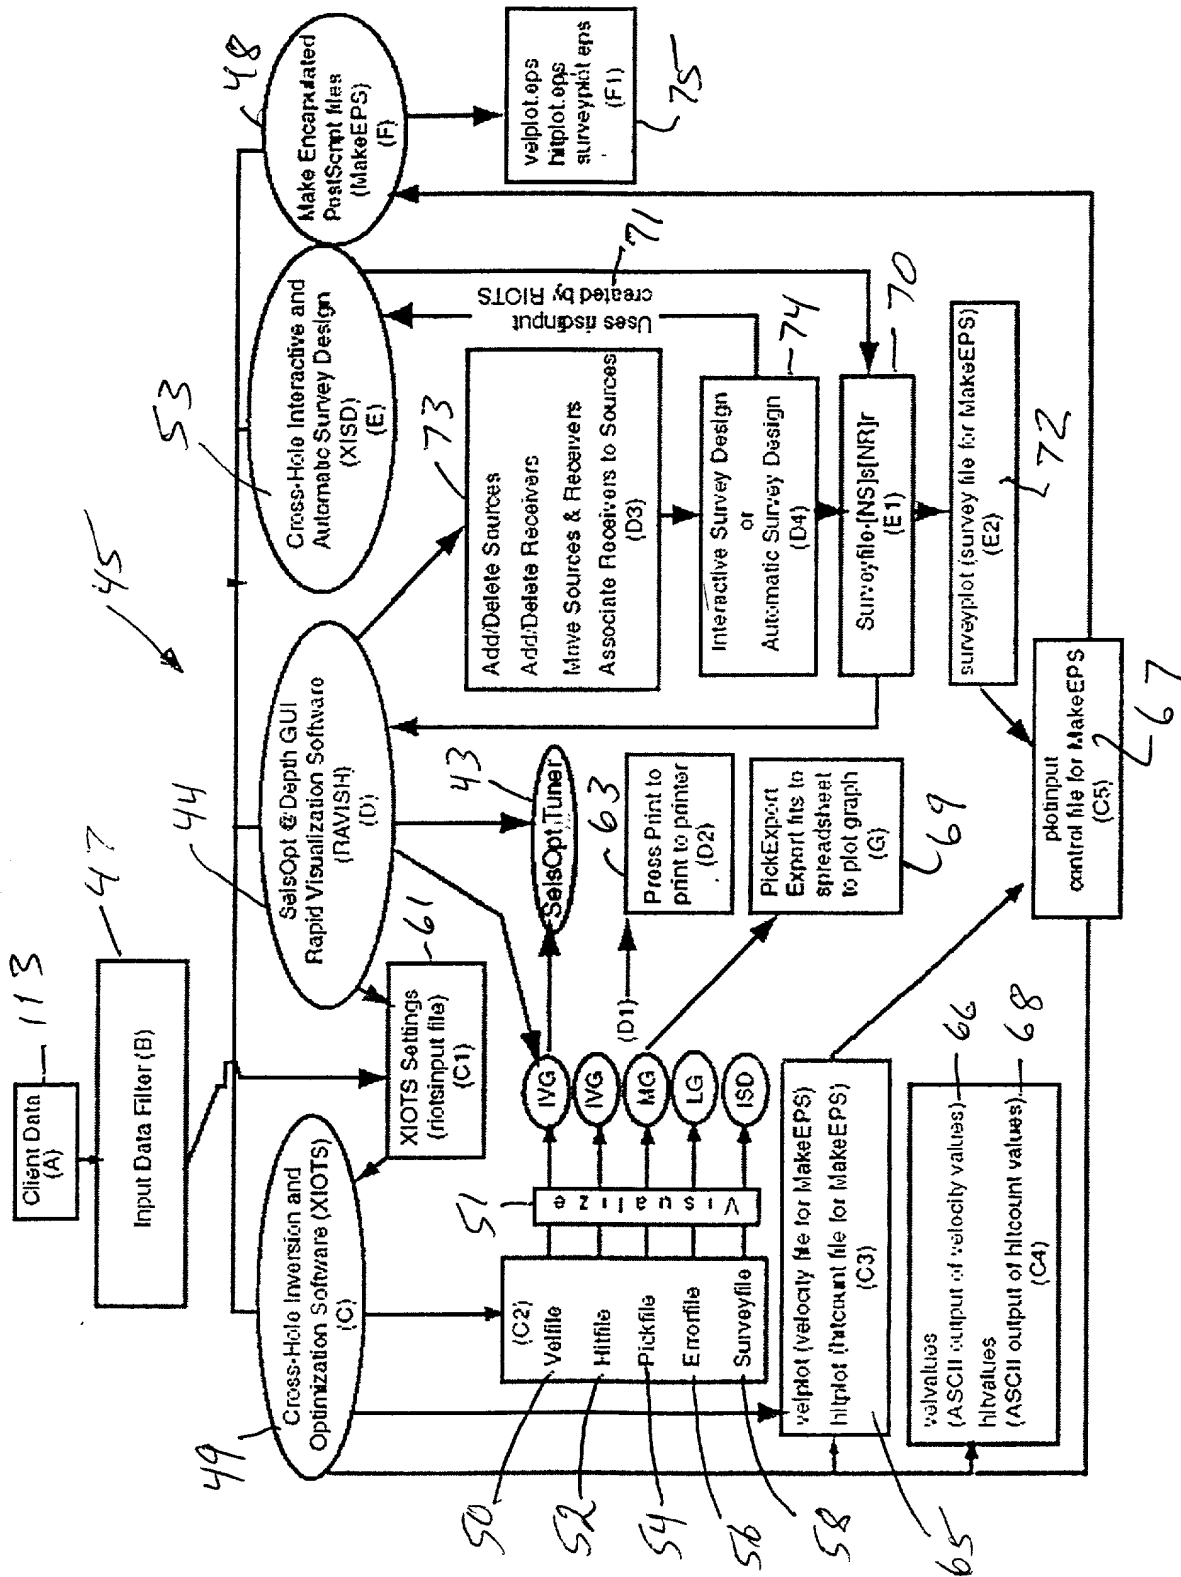 45
113
Client Data
(A)
47
Input Data Filter (B)
49
Cross-Hole Inversion and
Optimization Software (XIOTS)
(C)
44
SeisOpt @Depth GUI
Rapid Visualization Software
(RAVISH)
(D)
53
Cross-Hole Interactive and
Automatic Survey Design
(XISD)
(E)
48
Make Encapulated
PostScript files
(MakeEPS)
(F)
61
XIOTS Settings
(riotsinput file)
(C1)
(C2)
50
Velfile
52
Hitfile
54
Pickfile
56
Errorfile
58
Surveyfile
51
Visualize
IVG
IVG
MG
LG
ISD
43
SeisOpt Tuner
(D1)
63
Press Print to
print to printer
(D2)
PickExport
Export fits to
spreadsheet
to plot graph
(G)
69
73
Add/Delete Sources
Add/Delete Receivers
Move Sources & Receivers
Associate Receivers to Sources
(D3)
Interactive Survey Design
or
Automatic Survey Design
(D4)
74
Uses risdinput
created by RIOTS
71
Surveyfile-[NS]s[NR]r
(E1)
70
surveyplot (survey file for MakeEPS)
(E2)
72
velplot.eps
hitplot.eps
surveyplot.eps
(F1)
75
velplot (velocity file for MakeEPS)
hitplot (hitcount file for MakeEPS)
(C3)
65
velvalues
(ASCII output of velocity values)
66
hitvalues
(ASCII output of hitcount values)
68
(C4)
plotinput
control file for MakeEPS
(C5)
67